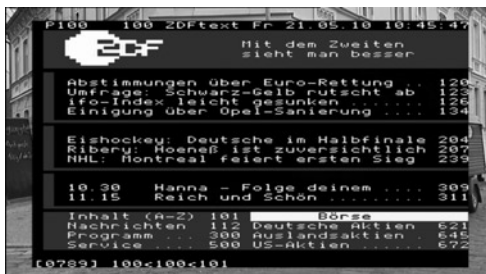 P100 100 ZDFtext Fr 21.05.10 10:45:47
ZDF
Mit dem Zweiten
sieht man besser
Abstimmungen über Euro-Rettung .. 120
Umfrage: Schwarz-Gelb rutscht ab 123
ifo-Index leicht gesunken ....... 126
Einigung über Opel-Sanierung .... 134
Eishockey: Deutsche im Halbfinale 204
Ribery: Hoeneß ist zuversichtlich 207
NHL: Montreal feiert ersten Sieg 239
10.30 Hanna - Folge deinem .... 309
11.15 Reich und Schön ......... 311
Inhalt (A-Z) 101 Börse
Nachrichten 112 Deutsche Aktien 621
Programm ... 300 Auslandsaktien 645
Service .... 500 US-Aktien ..... 672
[0789] 100<100<101